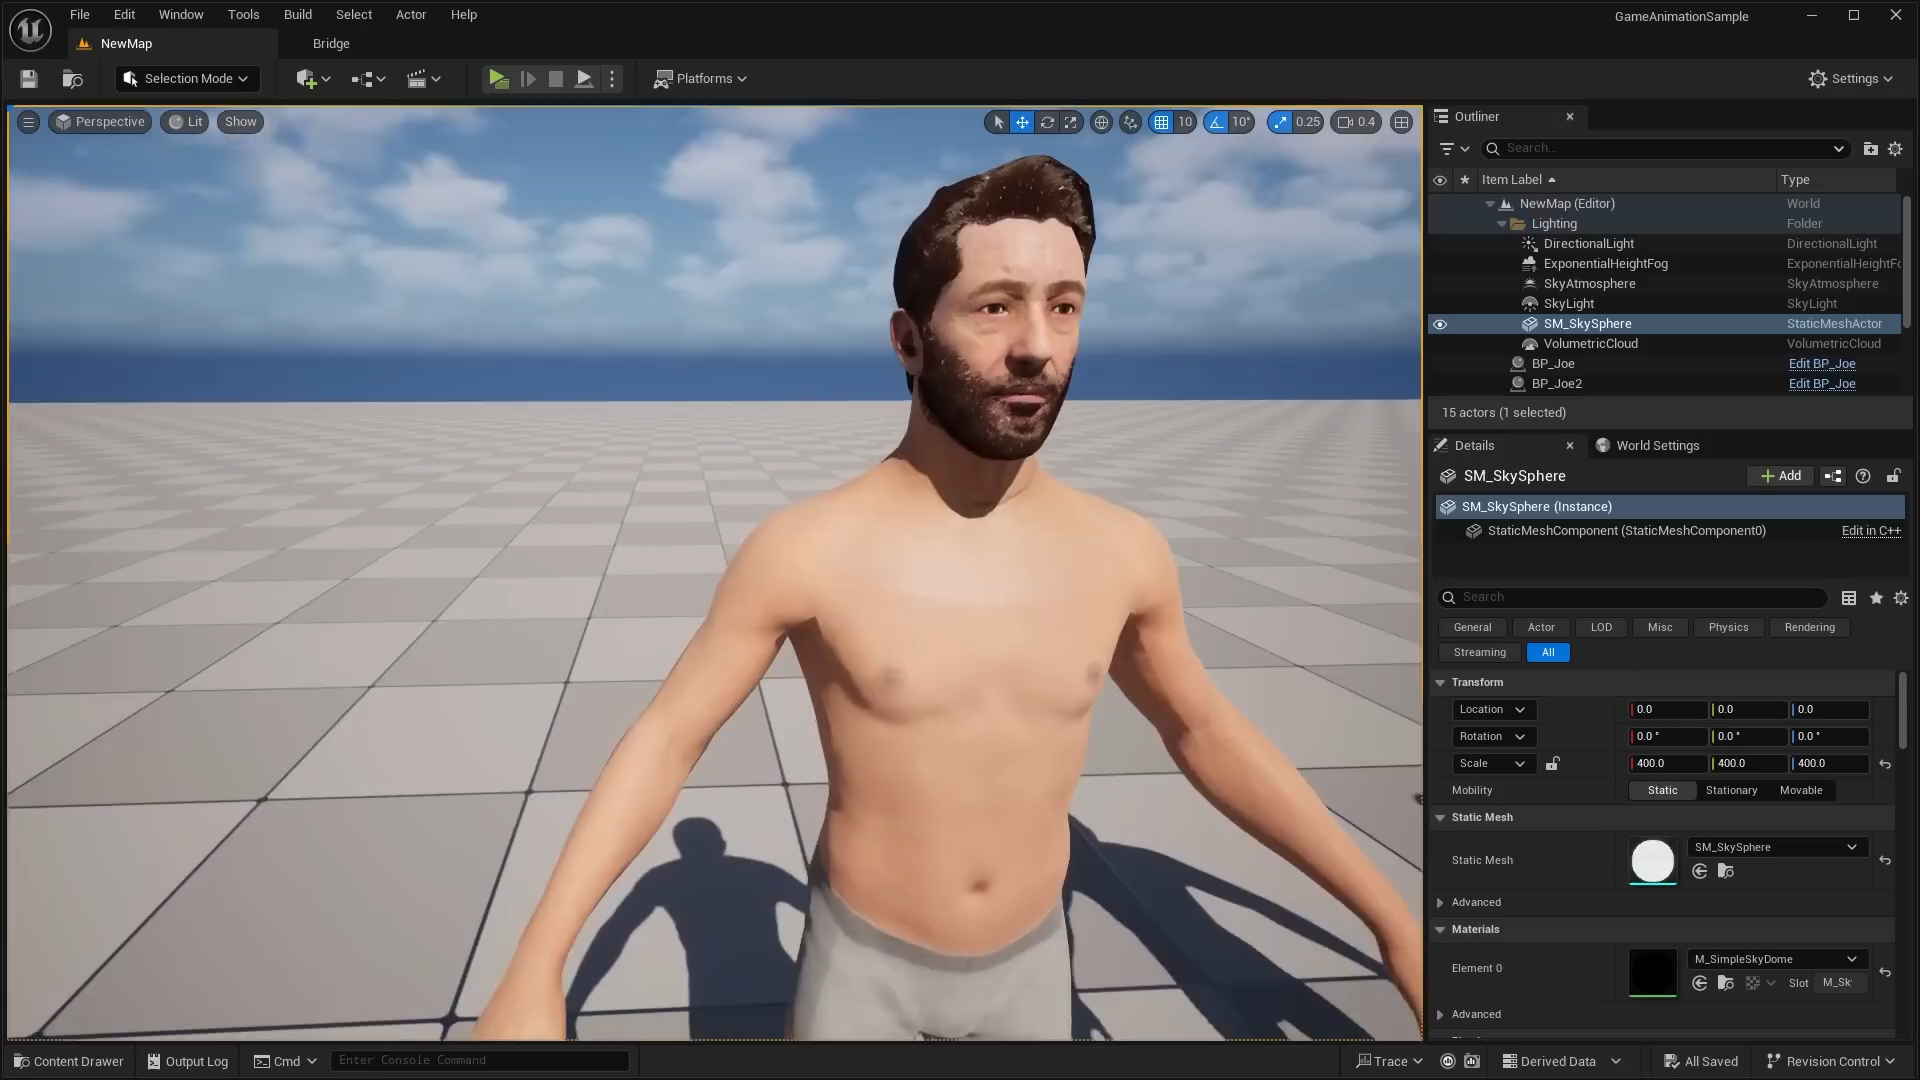 File Edit Window Tools Build Select Actor Help
GameAnimationSample
NewMap
Bridge
Selection Mode
Platforms
Settings
Perspective
Lit
Show
10
10°
0.25
0.4
Outliner
Search...
Item Label
Type
NewMap (Editor) World
Lighting Folder
DirectionalLight DirectionalLight
ExponentialHeightFog ExponentialHeightFo
SkyAtmosphere SkyAtmosphere
SkyLight SkyLight
SM_SkySphere StaticMeshActor
VolumetricCloud VolumetricCloud
BP_Joe Edit BP_Joe
BP_Joe2 Edit BP_Joe
15 actors (1 selected)
Details
World Settings
SM_SkySphere
Add
SM_SkySphere (Instance)
StaticMeshComponent (StaticMeshComponent0) Edit in C++
Search
General Actor LOD Misc Physics Rendering
Streaming All
Transform
Location 0.0 0.0 0.0
Rotation 0.0 ° 0.0 ° 0.0 °
Scale 400.0 400.0 400.0
Mobility Static Stationary Movable
Static Mesh
Static Mesh SM_SkySphere
Advanced
Materials
Element 0 M_SimpleSkyDome
Slot M_Sk
Advanced
Content Drawer
Output Log
Cmd
Enter Console Command
Trace
Derived Data
All Saved
Revision Control